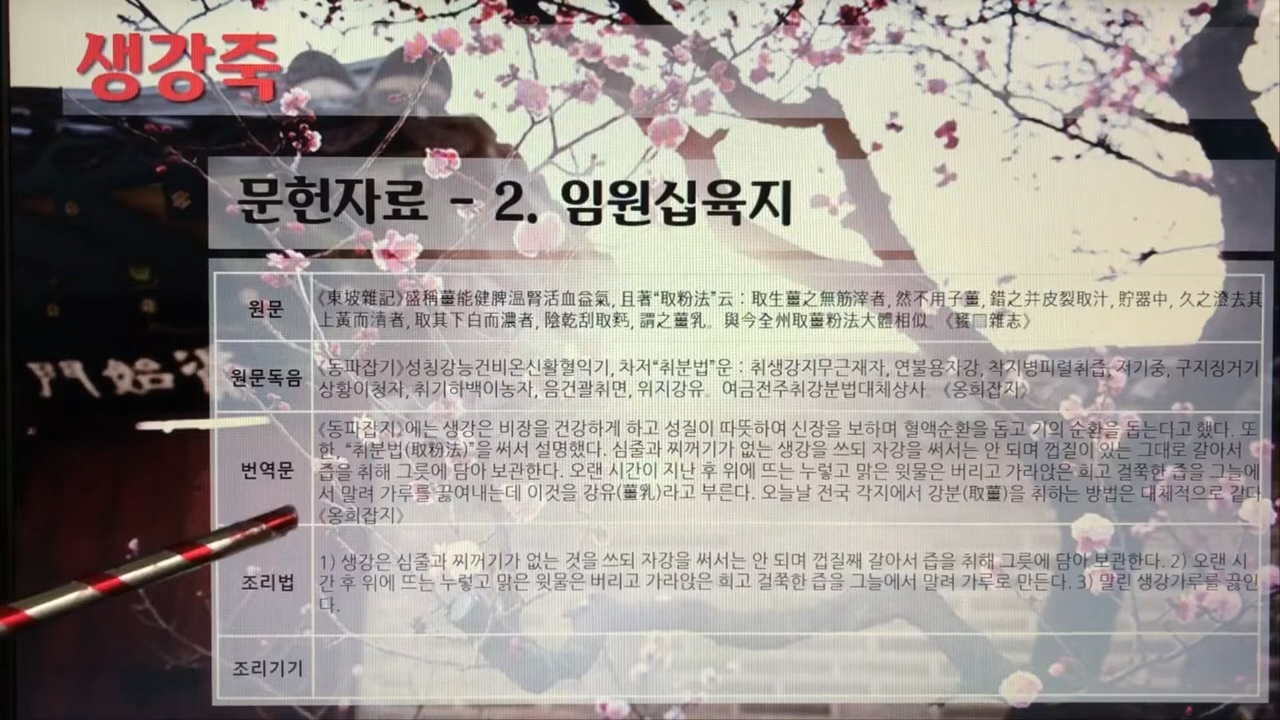 생강죽
문헌자료 - 2. 임원십육지
원문
《東坡雜記》盛稱薑能健脾温腎活血益氣, 且著“取粉法”云 : 取生薑之無筋滓者, 然不用子薑, 錯之并皮裂取汁, 貯器中, 久之澄去其
上黃而清者, 取其下白而濃者, 陰乾刮取麪, 謂之薑乳。與今全州取薑粉法大體相似。《饔□雜志》
원문독음
《동파잡기》성칭강능건비온신활혈익기, 차저“취분법”운 : 취생강지무근재자, 연불용자강, 착지병피렬취즙, 저기중, 구지징거기
상황이청자, 취기하백이농자, 음건괄취면, 위지강유。여금전주취강분법대체상사。《옹희잡지》
번역문
《동파잡지》에는 생강은 비장을 건강하게 하고 성질이 따뜻하여 신장을 보하며 혈액순환을 돕고 기의 순환을 돕는다고 했다. 또
한, “취분법(取粉法)”을 써서 설명했다. 심줄과 찌꺼기가 없는 생강을 쓰되 자강을 써서는 안 되며 껍질이 있는 그대로 갈아서
즙을 취해 그릇에 담아 보관한다. 오랜 시간이 지난 후 위에 뜨는 누렇고 맑은 윗물은 버리고 가라앉은 희고 걸쭉한 즙을 그늘에
서 말려 가루를 끓여내는데 이것을 강유(薑乳)라고 부른다. 오늘날 전국 각지에서 강분(取薑)을 취하는 방법은 대체적으로 같다.
《옹희잡지》
조리법
1) 생강은 심줄과 찌꺼기가 없는 것을 쓰되 자강을 써서는 안 되며 껍질째 갈아서 즙을 취해 그릇에 담아 보관한다. 2) 오랜 시
간 후 위에 뜨는 누렇고 맑은 윗물은 버리고 가라앉은 희고 걸쭉한 즙을 그늘에서 말려 가루로 만든다. 3) 말린 생강가루를 끓인
다.
조리기기